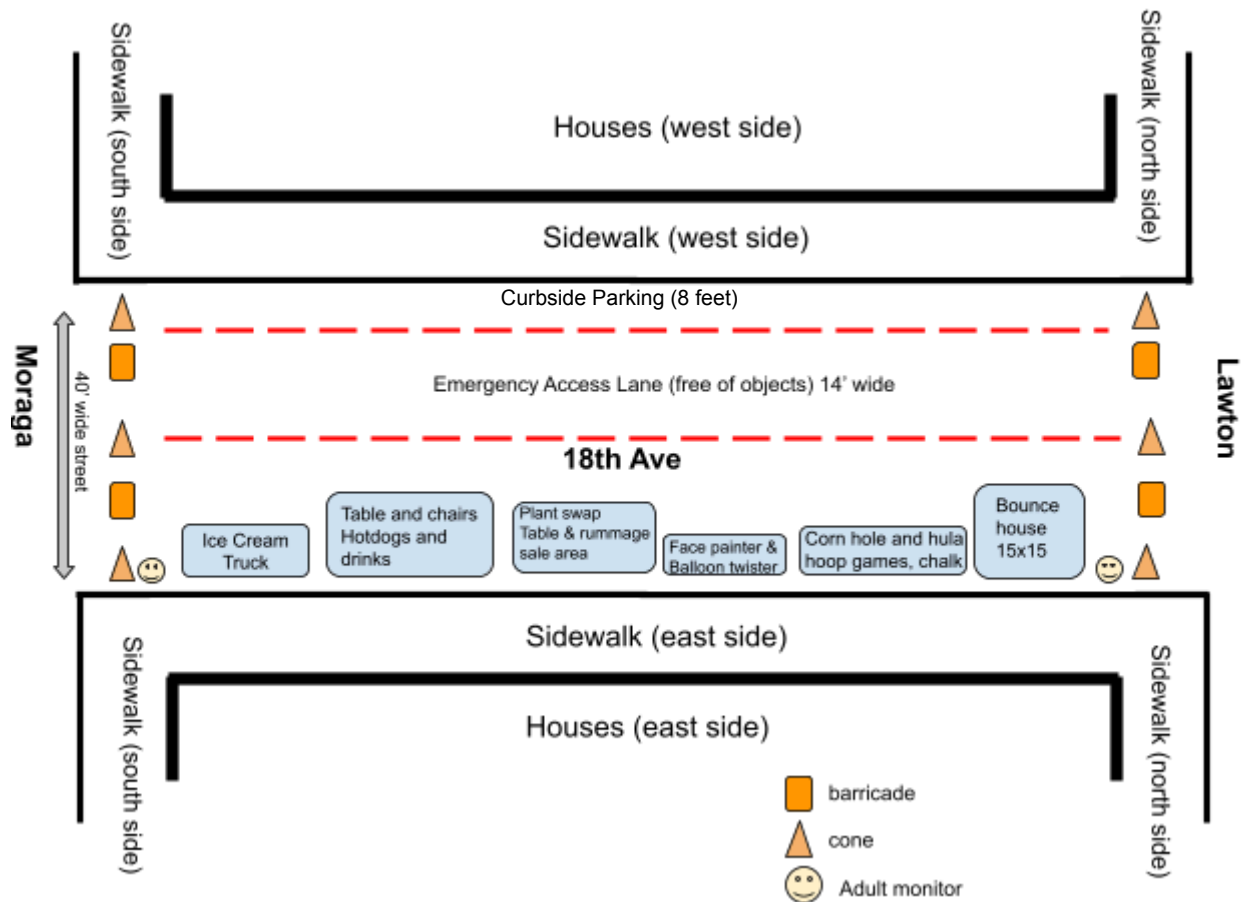 Sidewalk (south side)
Houses (west side)
Sidewalk (north side)
Sidewalk (west side)
Curbside Parking (8 feet)
Moraga
40' wide street
Emergency Access Lane (free of objects) 14' wide
Lawton
18th Ave
Ice Cream
Truck
Table and chairs
Hotdogs and
drinks
Plant swap
Table & rummage
sale area
Face painter &
Balloon twister
Corn hole and hula
hoop games, chalk
Bounce
house
15x15
Sidewalk (east side)
Sidewalk (south side)
Houses (east side)
Sidewalk (north side)
barricade
cone
Adult monitor